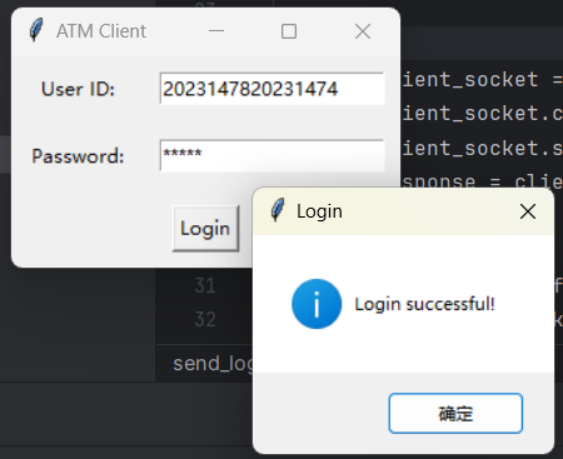 ATM Client
User ID:
2023147820231474
Password:
*****
Login
ient_socket =
ient_socket.c
ient_socket.s
sponse = clie
Login
Login successful!
确定
31
32
send_log